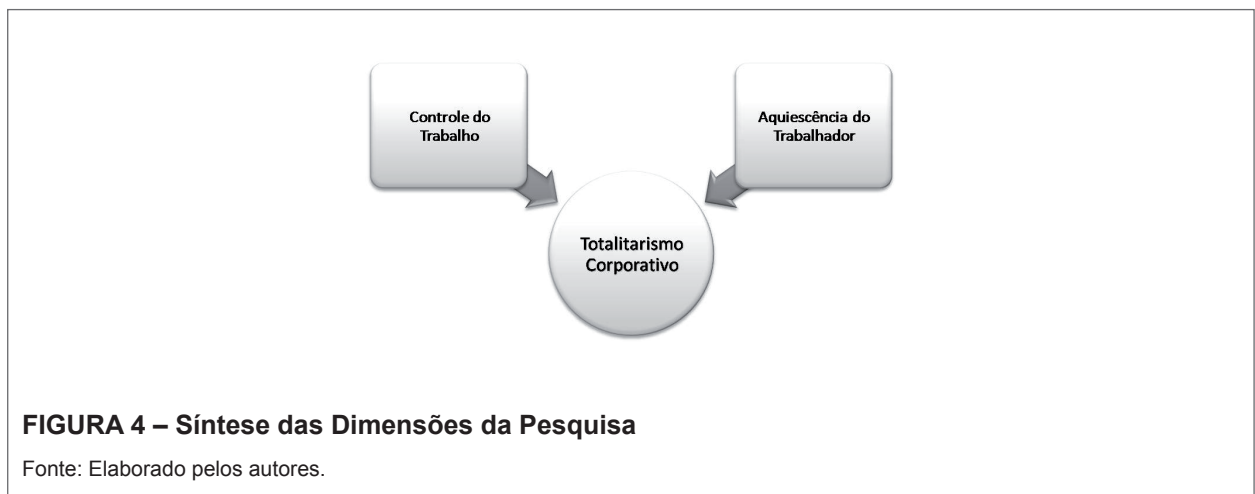 Controle do
Trabalho
Aquiescência do
Trabalhador
Totalitarismo
Corporativo
FIGURA 4 – Síntese das Dimensões da Pesquisa
Fonte: Elaborado pelos autores.